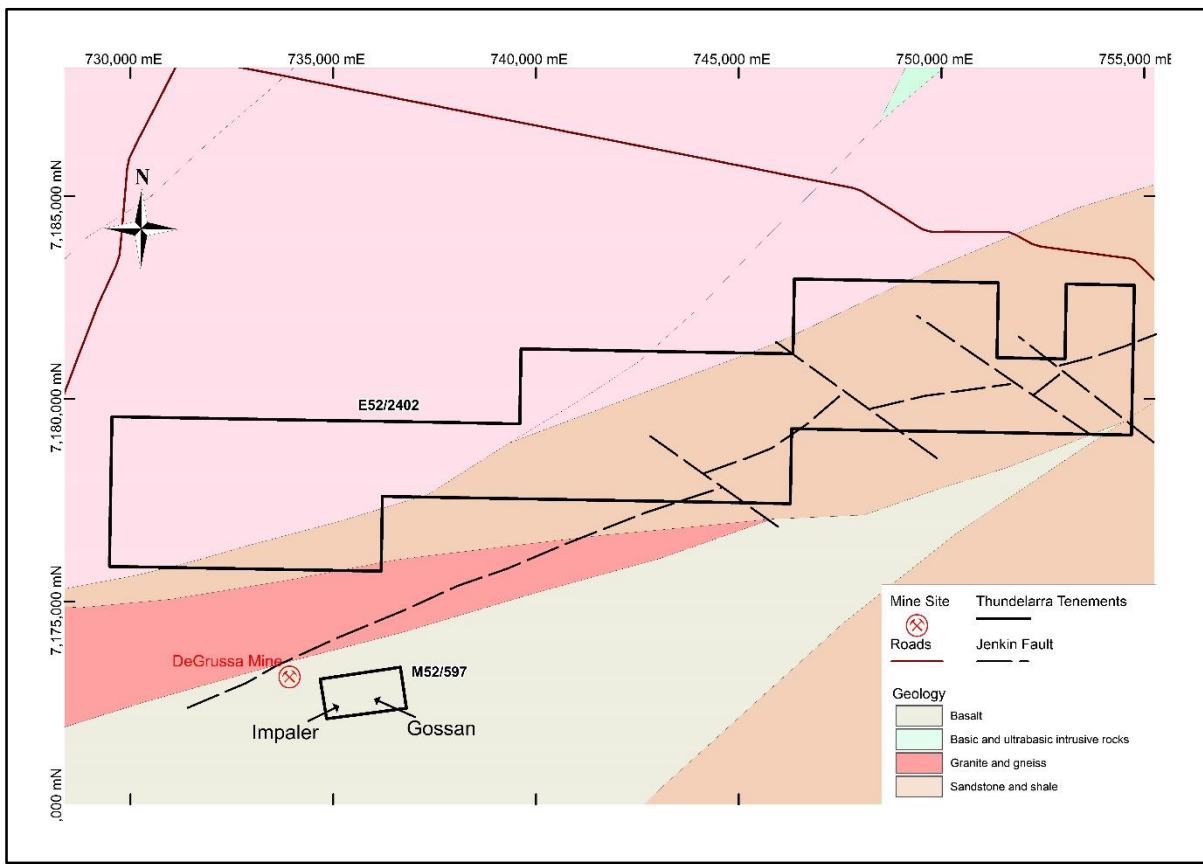 730,000 mE
735,000 mE
740,000 mE
745,000 mE
750,000 mE
755,000 mE
7,185,000 mN
N
7,180,000 mN
E52/2402
7,175,000 mN
DeGrussa Mine
M52/597
Impaler
Gossan
,000 mN
Mine Site
Thundelarra Tenements
Roads
Jenkin Fault
Geology
Basalt
Basic and ultrabasic intrusive rocks
Granite and gneiss
Sandstone and shale